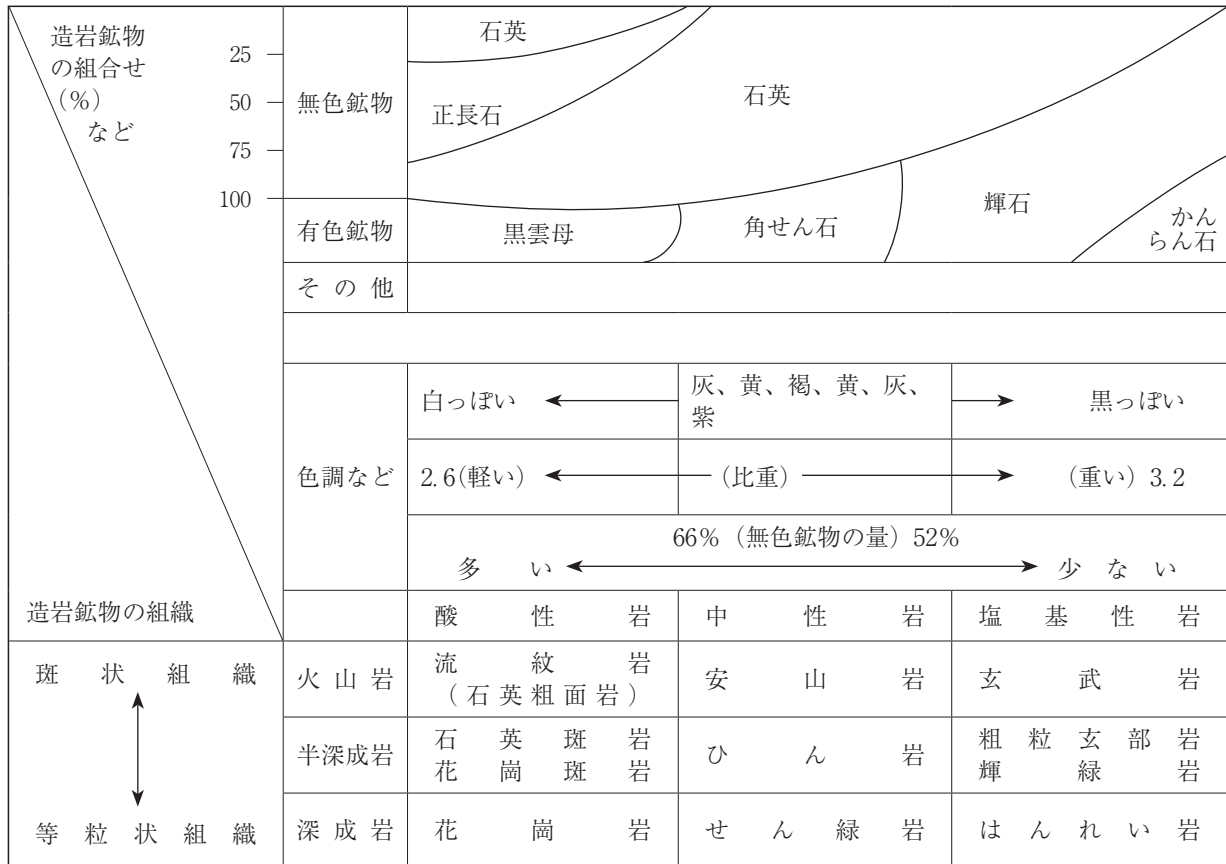 造岩鉱物
の組合せ
(%)
など
25
50
75
100
無色鉱物
石英
正長石
石英
有色鉱物
黒雲母
角せん石
輝石
かん
らん石
その他
色調など
白っぽい
灰、黄、褐、黄、灰、
紫
黒っぽい
2.6(軽い)
(比重)
(重い) 3.2
66% (無色鉱物の量) 52%
多い
少ない
造岩鉱物の組織
酸性岩
中性岩
塩基性岩
斑状組織
火山岩
流紋岩
(石英粗面岩)
安山岩
玄武岩
半深成岩
石英斑岩
花崗斑岩
ひん岩
粗粒玄部岩
輝緑岩
等粒状組織
深成岩
花崗岩
せん緑岩
はんれい岩